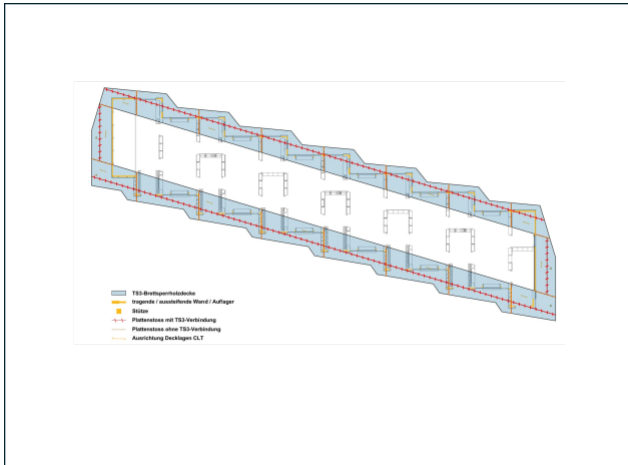 TS3-Brettsperrholzdecke
tragende / aussteifende Wand / Auflager
Stütze
Plattenstoss mit TS3-Verbindung
Plattenstoss ohne TS3-Verbindung
Ausrichtung Decklagen CLT